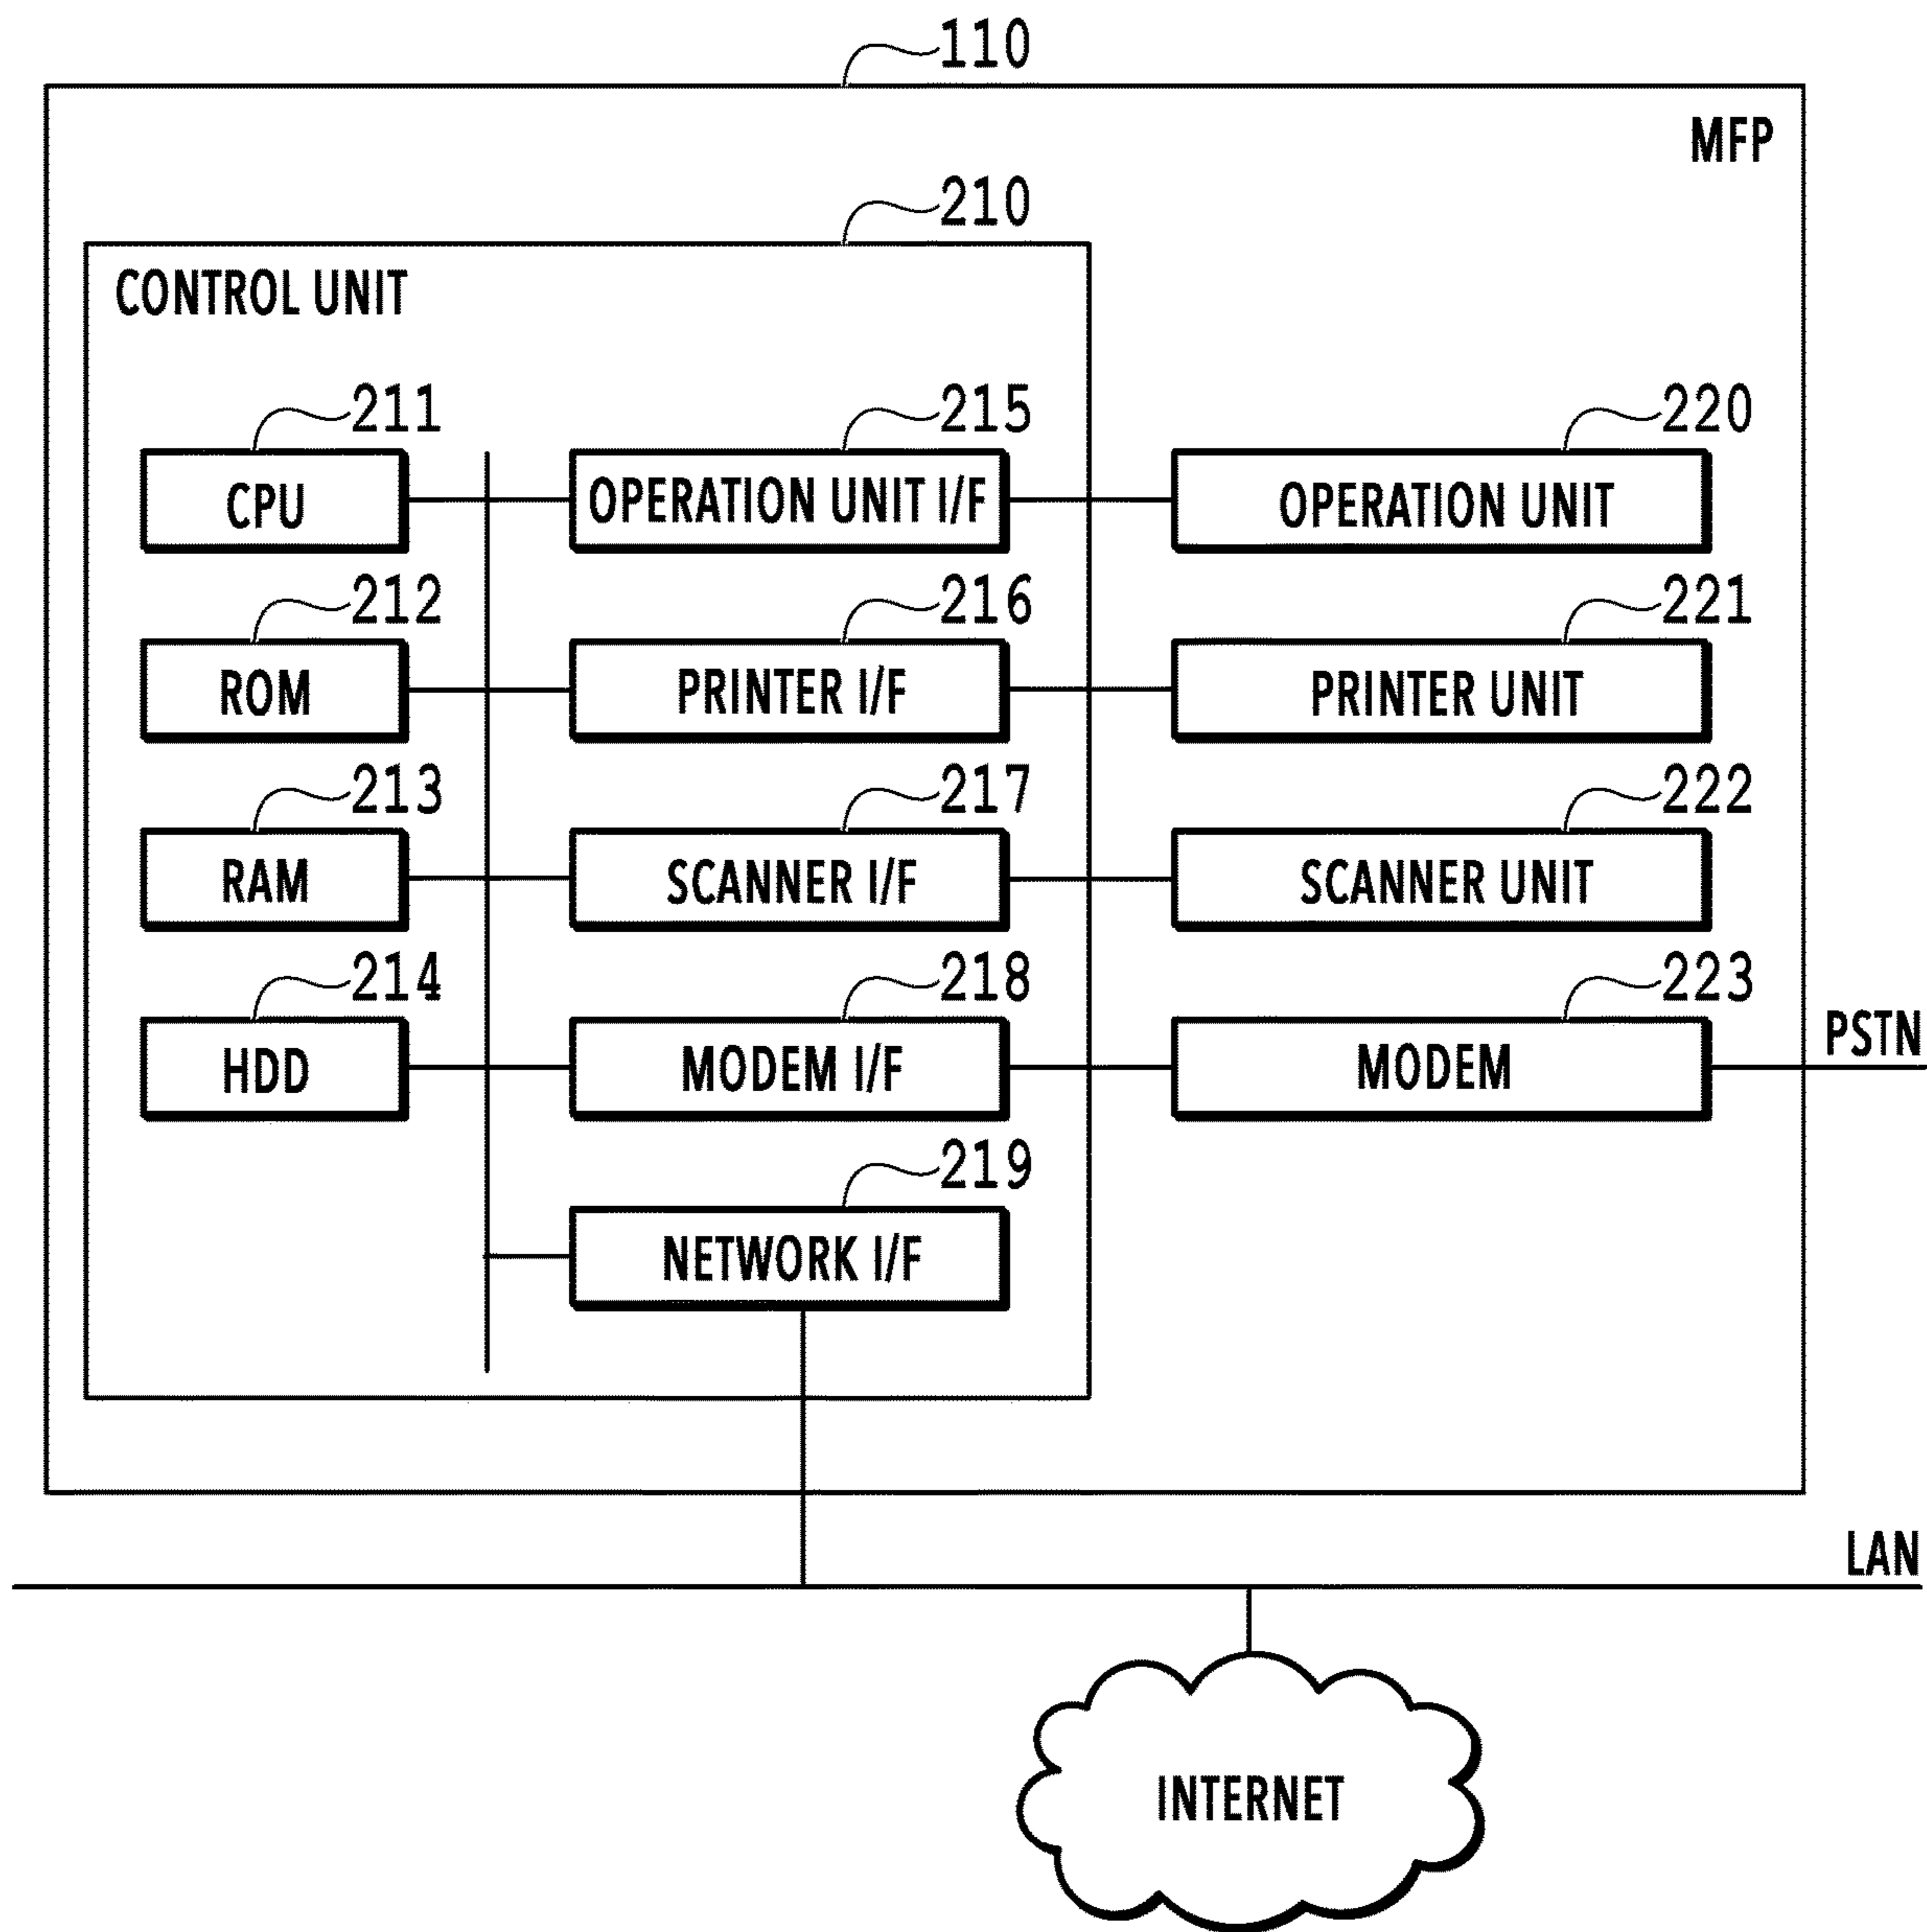 110
MFP
210
CONTROL UNIT
211
215
220
CPU
OPERATION UNIT I/F
OPERATION UNIT
212
216
221
ROM
PRINTER I/F
PRINTER UNIT
213
217
222
RAM
SCANNER I/F
SCANNER UNIT
214
218
223
HDD
MODEM I/F
MODEM
PSTN
219
NETWORK I/F
LAN
INTERNET